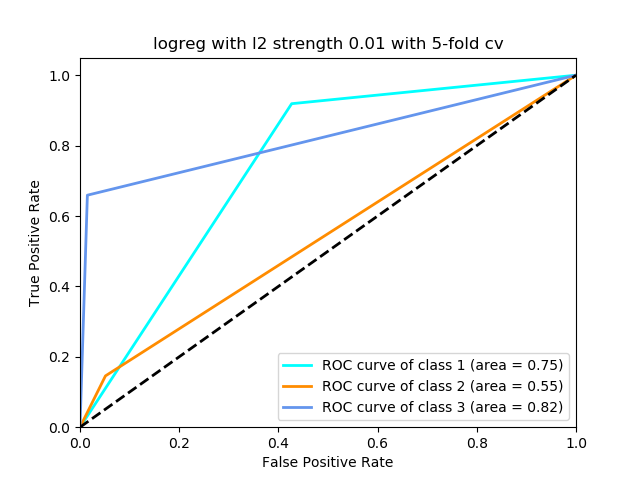 logreg with l2 strength 0.01 with 5-fold cv
1.0
0.8
0.6
0.4
0.2
0.0
True Positive Rate
ROC curve of class 1 (area = 0.75)
ROC curve of class 2 (area = 0.55)
ROC curve of class 3 (area = 0.82)
0.0 0.2 0.4 0.6 0.8 1.0
False Positive Rate